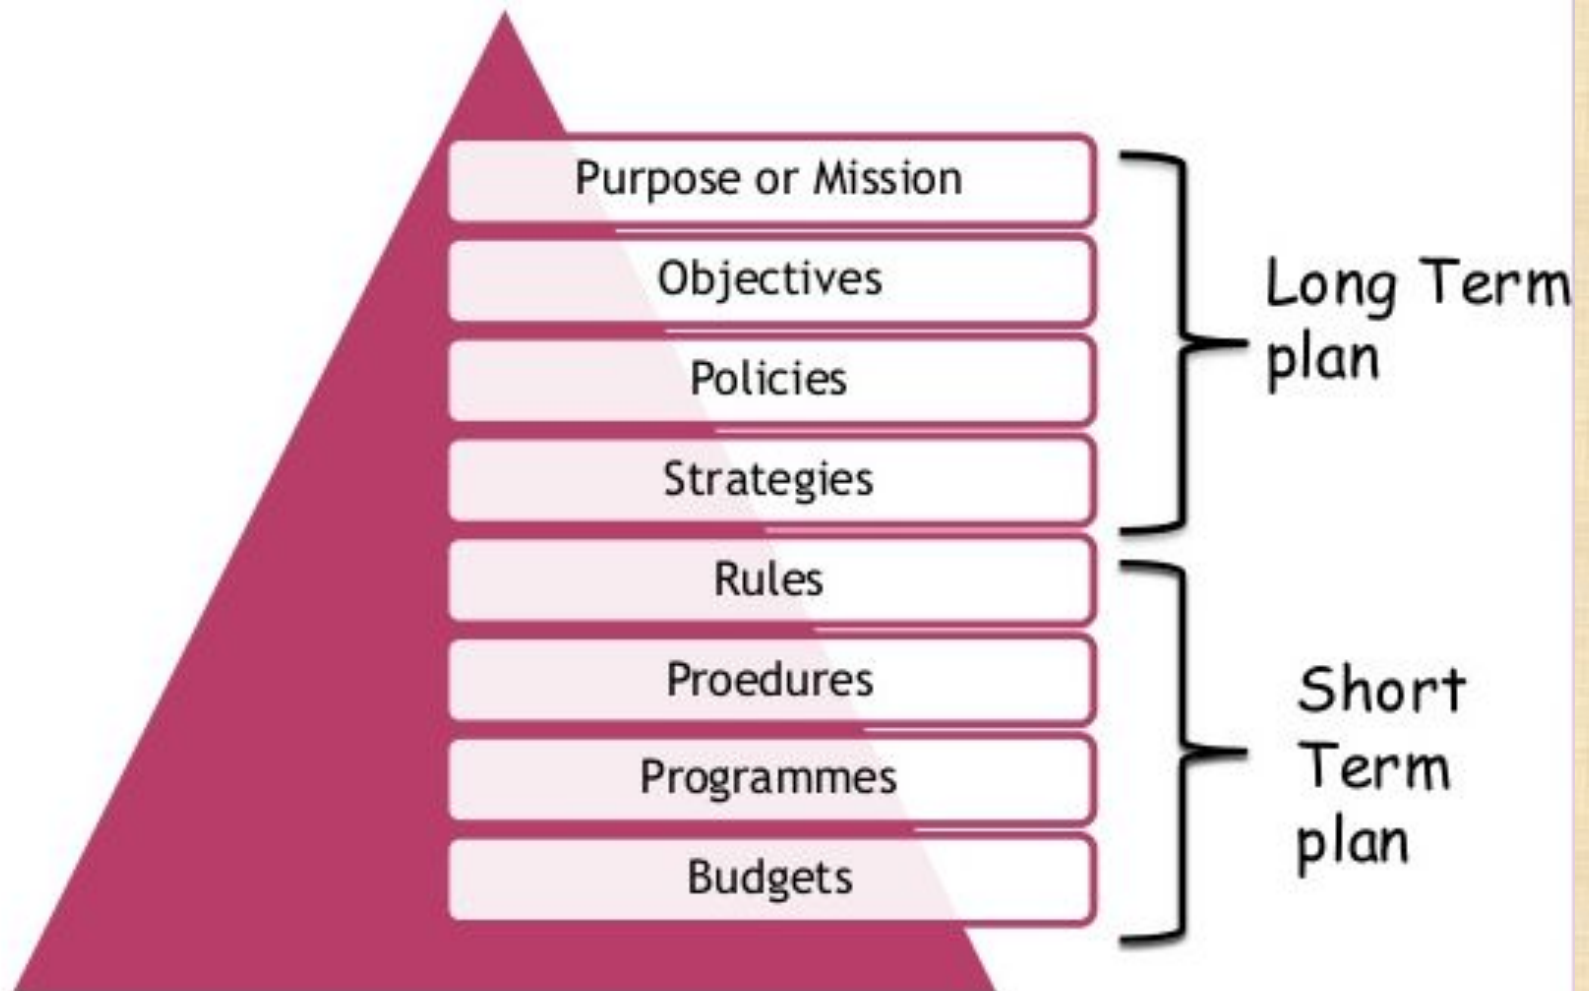 Purpose or Mission
Objectives
Policies
Strategies
Rules
Proedures
Programmes
Budgets
Long Term
plan
Short
Term
plan